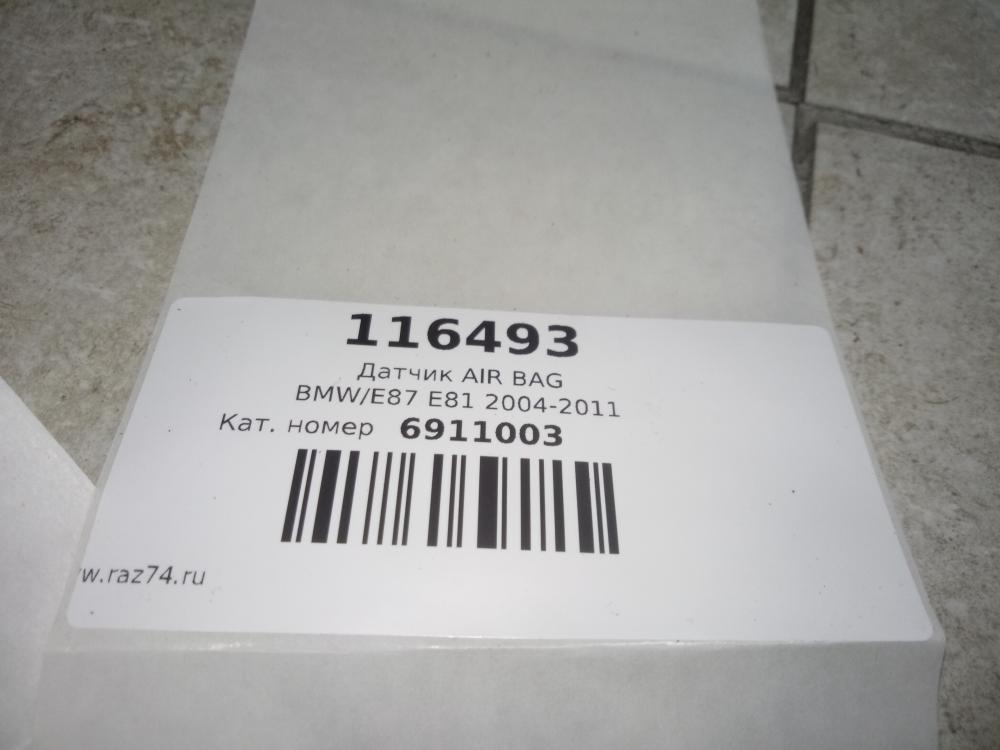 116493
Датчик AIR BAG
BMW/E87 E81 2004-2011
Кат. номер 6911003
w.raz74.ru